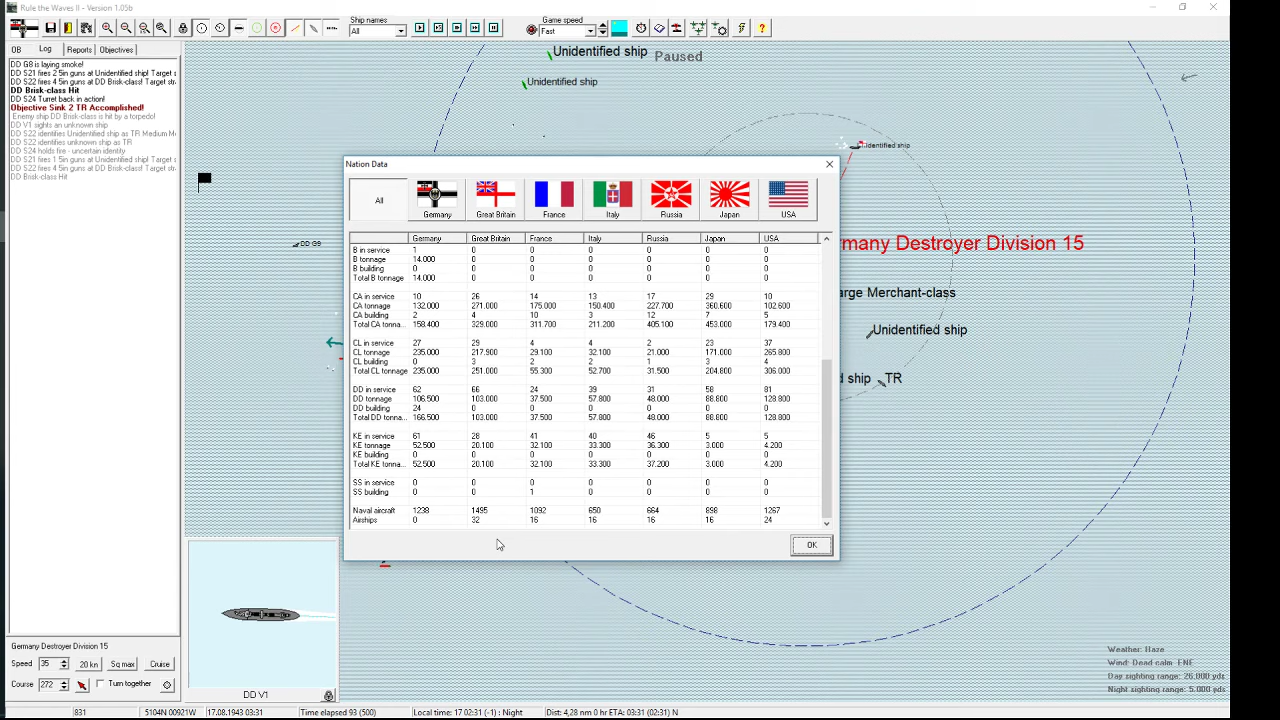 Rule the Waves II - Version 1.05b
Ship names
All
Game speed
Fast
OB Log Reports Objectives
DD G8 is laying smoke!
DD S21 fires 2 5in guns at Unidentified ship! Target s
DD S22 fires 4 5in guns at DD Brisk-class! Target stra
DD Brisk-class Hit
DD S24 Turret back in action!
Objective Sink 2 TR Accomplished!
Enemy ship DD Brisk-class is hit by a torpedo!
DD V1 sights an unknown ship
DD S22 identifies Unidentified ship as TR Medium M
DD S22 identifies unknown ship as TR
DD S24 holds fire - uncertain identity
DD S21 fires 1 5in guns at Unidentified ship! Target s
DD S22 fires 4 5in guns at DD Brisk-class! Target stra
DD Brisk-class Hit
Unidentified ship
Paused
Unidentified ship
Unidentified ship
DD G9
rmany Destroyer Division 15
arge Merchant-class
Unidentified ship
d ship TR
Nation Data
All Germany Great Britain France Italy Russia Japan USA
Germany Great Britain France Italy Russia Japan USA
B in service 1 0 0 0 0 0 0
B tonnage 14.000 0 0 0 0 0 0
B building 0 0 0 0 0 0 0
Total B tonnage 14.000 0 0 0 0 0 0
CA in service 10 26 14 13 17 29 10
CA tonnage 132.000 271.000 175.000 150.400 227.700 360.600 102.600
CA building 2 4 10 3 12 7 5
Total CA tonna... 158.400 329.000 311.700 211.200 405.100 453.000 179.400
CL in service 27 29 4 4 2 23 37
CL tonnage 235.000 217.900 29.100 32.100 21.000 171.000 265.800
CL building 0 3 2 2 1 3 4
Total CL tonnage 235.000 251.000 55.300 52.700 31.500 204.800 306.000
DD in service 62 66 24 39 31 58 81
DD tonnage 106.500 103.000 37.500 57.800 48.000 88.800 128.800
DD building 24 0 0 0 0 0 0
Total DD tonna... 166.500 103.000 37.500 57.800 48.000 88.800 128.800
KE in service 61 28 41 40 46 5 5
KE tonnage 52.500 20.100 32.100 33.300 36.300 3.000 4.200
KE building 0 0 0 0 0 0 0
Total KE tonna... 52.500 20.100 32.100 33.300 37.200 3.000 4.200
SS in service 0 0 0 0 0 0 0
SS building 0 0 1 0 0 0 0
Naval aircraft 1238 1495 1092 650 664 898 1267
Airships 0 32 16 16 16 16 24
OK
Germany Destroyer Division 15
Speed 35 20 kn Sq max Cruise
Course 272 Turn together
DD V1
Weather: Haze
Wind: Dead calm ENE
Day sighting range: 26.000 yds
Night sighting range: 5.000 yds
831 5104N 00921W 17.08.1943 03:31 Time elapsed 93 (500) Local time: 17 02:31 (-1) : Night Dist: 4,28 nmi 0 hr ETA: 03:31 (02:31) N